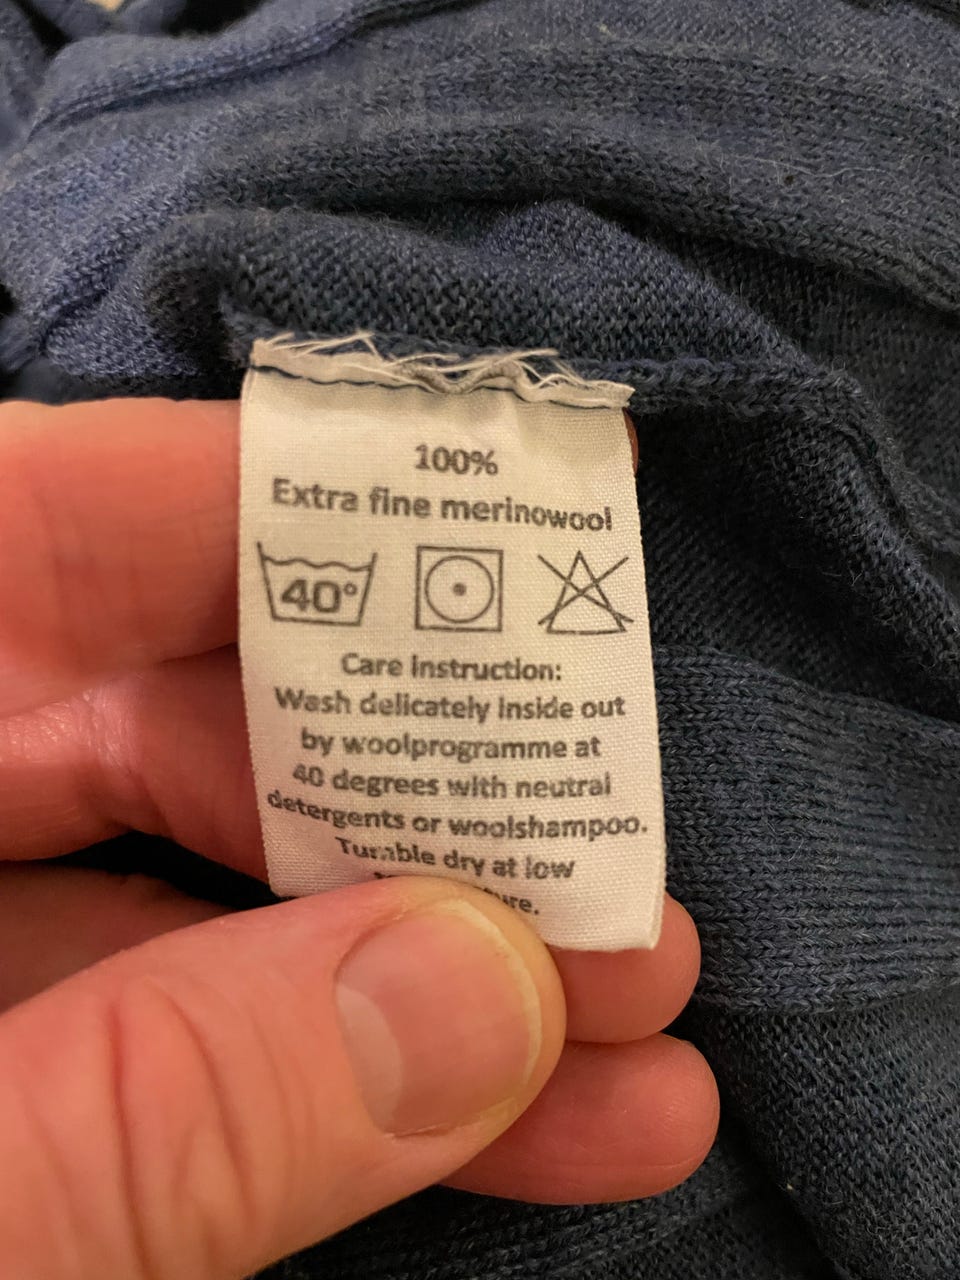 100%
Extra fine merinowool
40°
Care instruction:
Wash delicately inside out
by woolprogramme at
40 degrees with neutral
detergents or woolshampoo.
Tumble dry at low